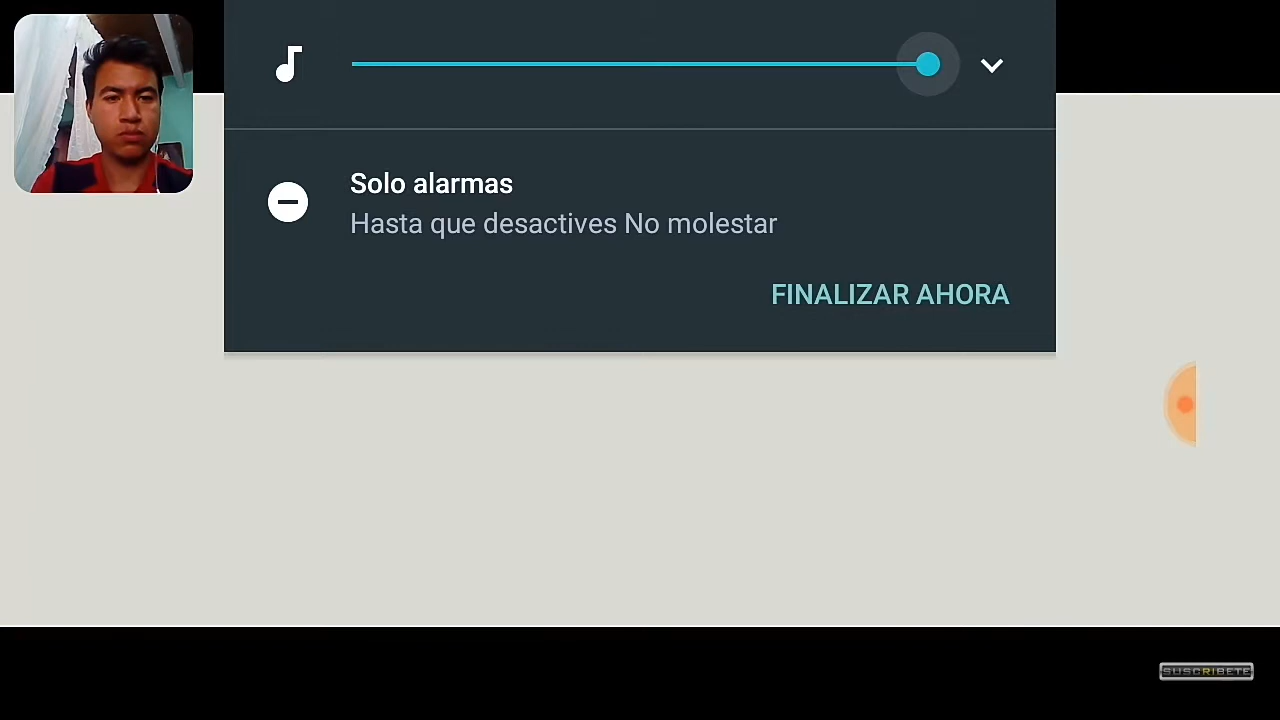 Solo alarmas
Hasta que desactives No molestar
FINALIZAR AHORA
SUSCRIBETE